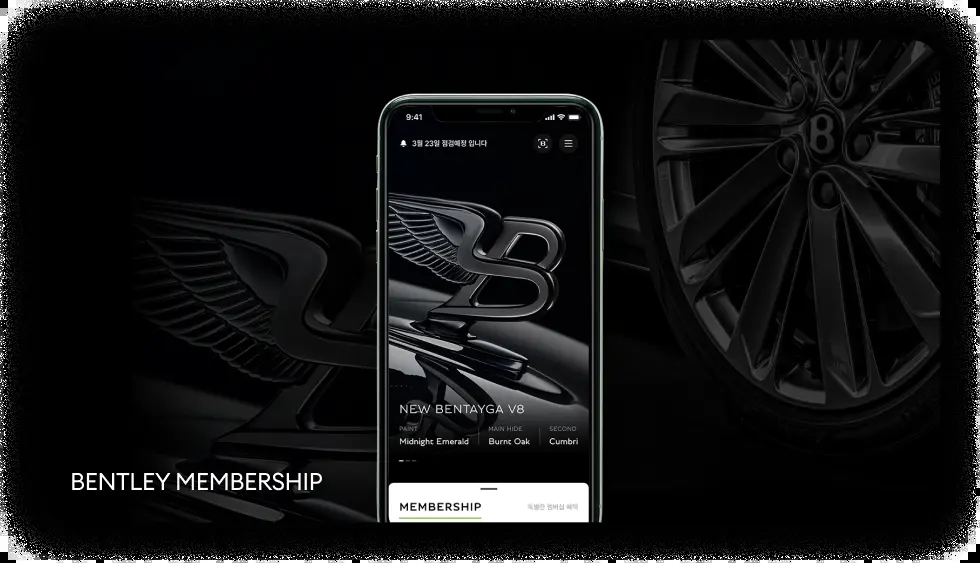 9:41
3월 23일 점검예정 입니다
B
NEW BENTAYGA V8
PAINT MAIN HIDE SECOND
Midnight Emerald Burnt Oak Cumbri
BENTLEY MEMBERSHIP
MEMBERSHIP 특별한 멤버십 혜택